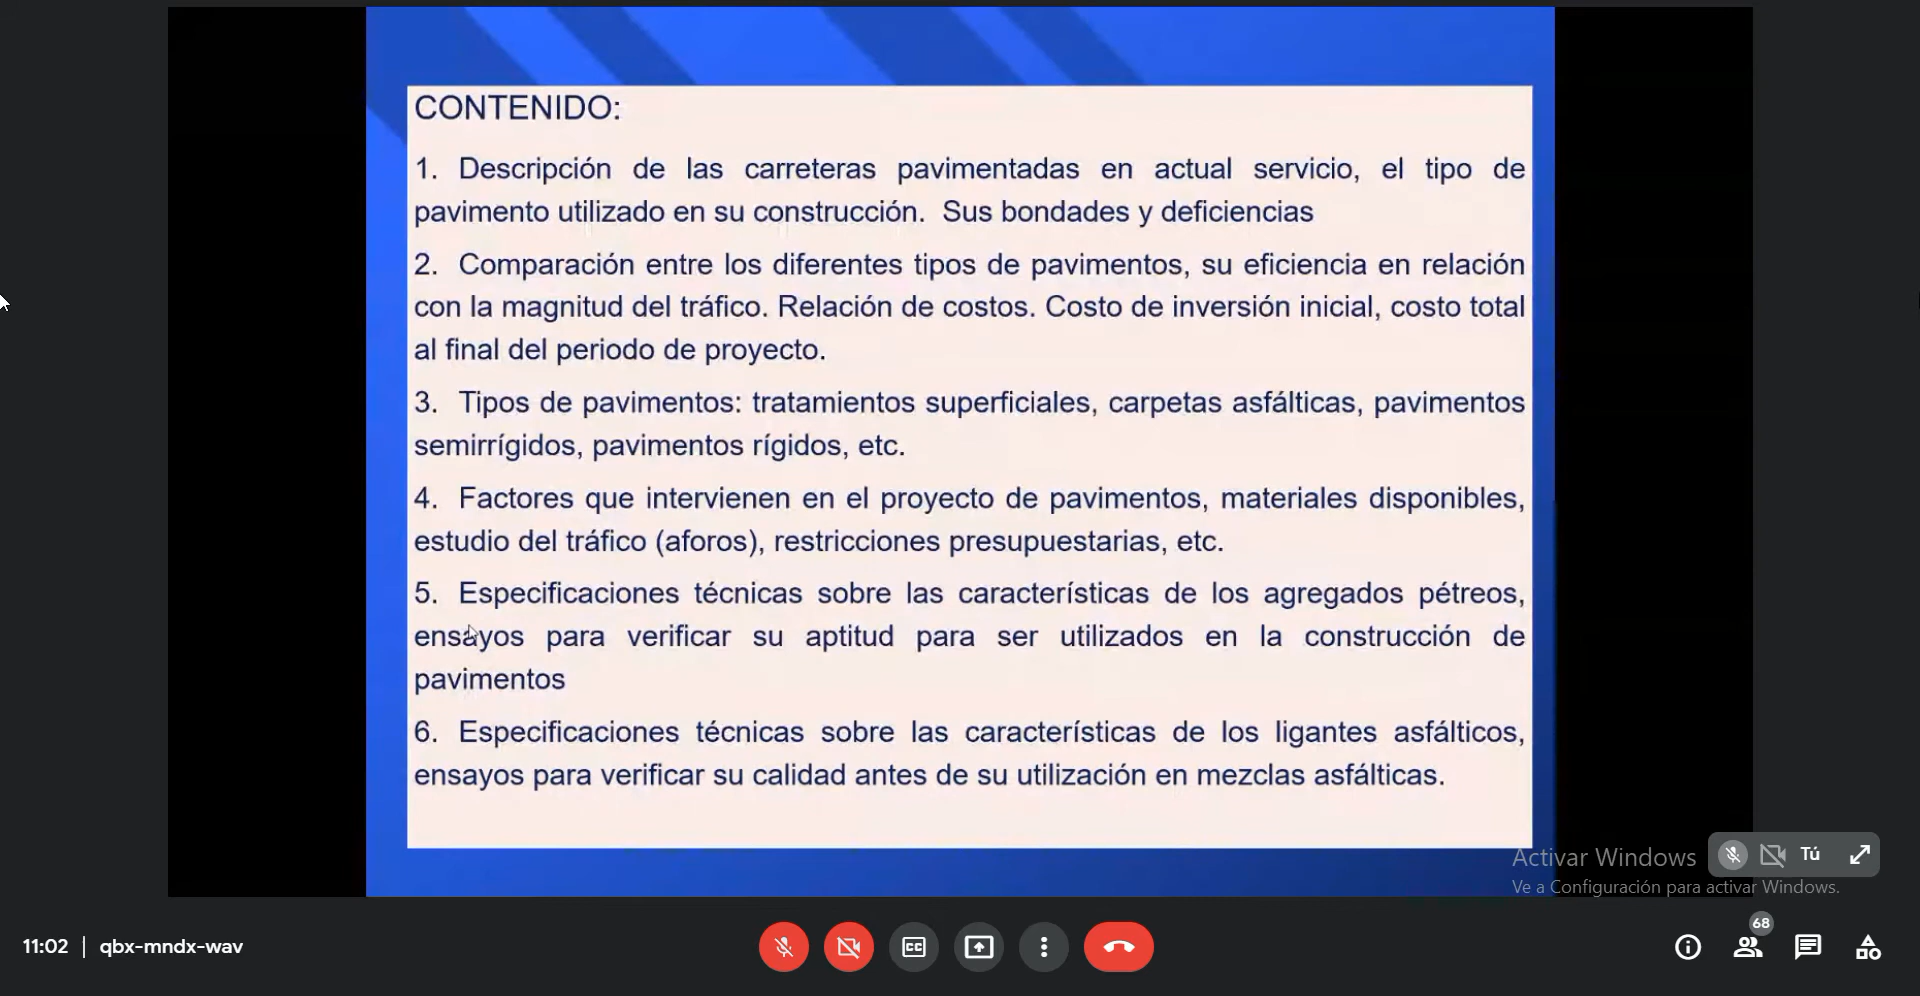 CONTENIDO:
1. Descripción de las carreteras pavimentadas en actual servicio, el tipo de
pavimento utilizado en su construcción. Sus bondades y deficiencias
2. Comparación entre los diferentes tipos de pavimentos, su eficiencia en relación
con la magnitud del tráfico. Relación de costos. Costo de inversión inicial, costo total
al final del periodo de proyecto.
3. Tipos de pavimentos: tratamientos superficiales, carpetas asfálticas, pavimentos
semirrígidos, pavimentos rígidos, etc.
4. Factores que intervienen en el proyecto de pavimentos, materiales disponibles,
estudio del tráfico (aforos), restricciones presupuestarias, etc.
5. Especificaciones técnicas sobre las características de los agregados pétreos,
ensayos para verificar su aptitud para ser utilizados en la construcción de
pavimentos
6. Especificaciones técnicas sobre las características de los ligantes asfálticos,
ensayos para verificar su calidad antes de su utilización en mezclas asfálticas.
Activar Windows
Tú
Ve a Configuración para activar Windows.
68
11:02 | qbx-mndx-wav
CC